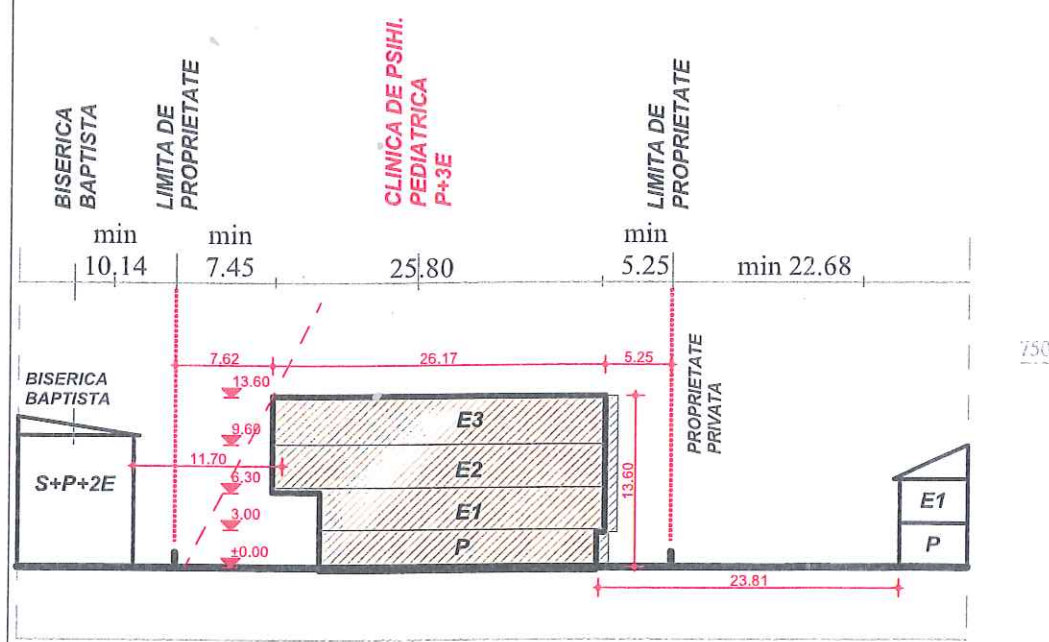 BISERICA
BAPTISTA
LIMITA DE
PROPRIETATE
CLINICA DE PSIHI.
PEDIATRICA
P+3E
LIMITA DE
PROPRIETATE
min
10.14
min
7.45
25.80
min
5.25
min 22.68
7.62
26.17
5.25
750
BISERICA
BAPTISTA
13.60
PROPRIETATE
PRIVATA
E3
9.60
11.70
E2
S+P+2E
6.30
13.60
E1
E1
3.00
P
P
±0.00
23.81